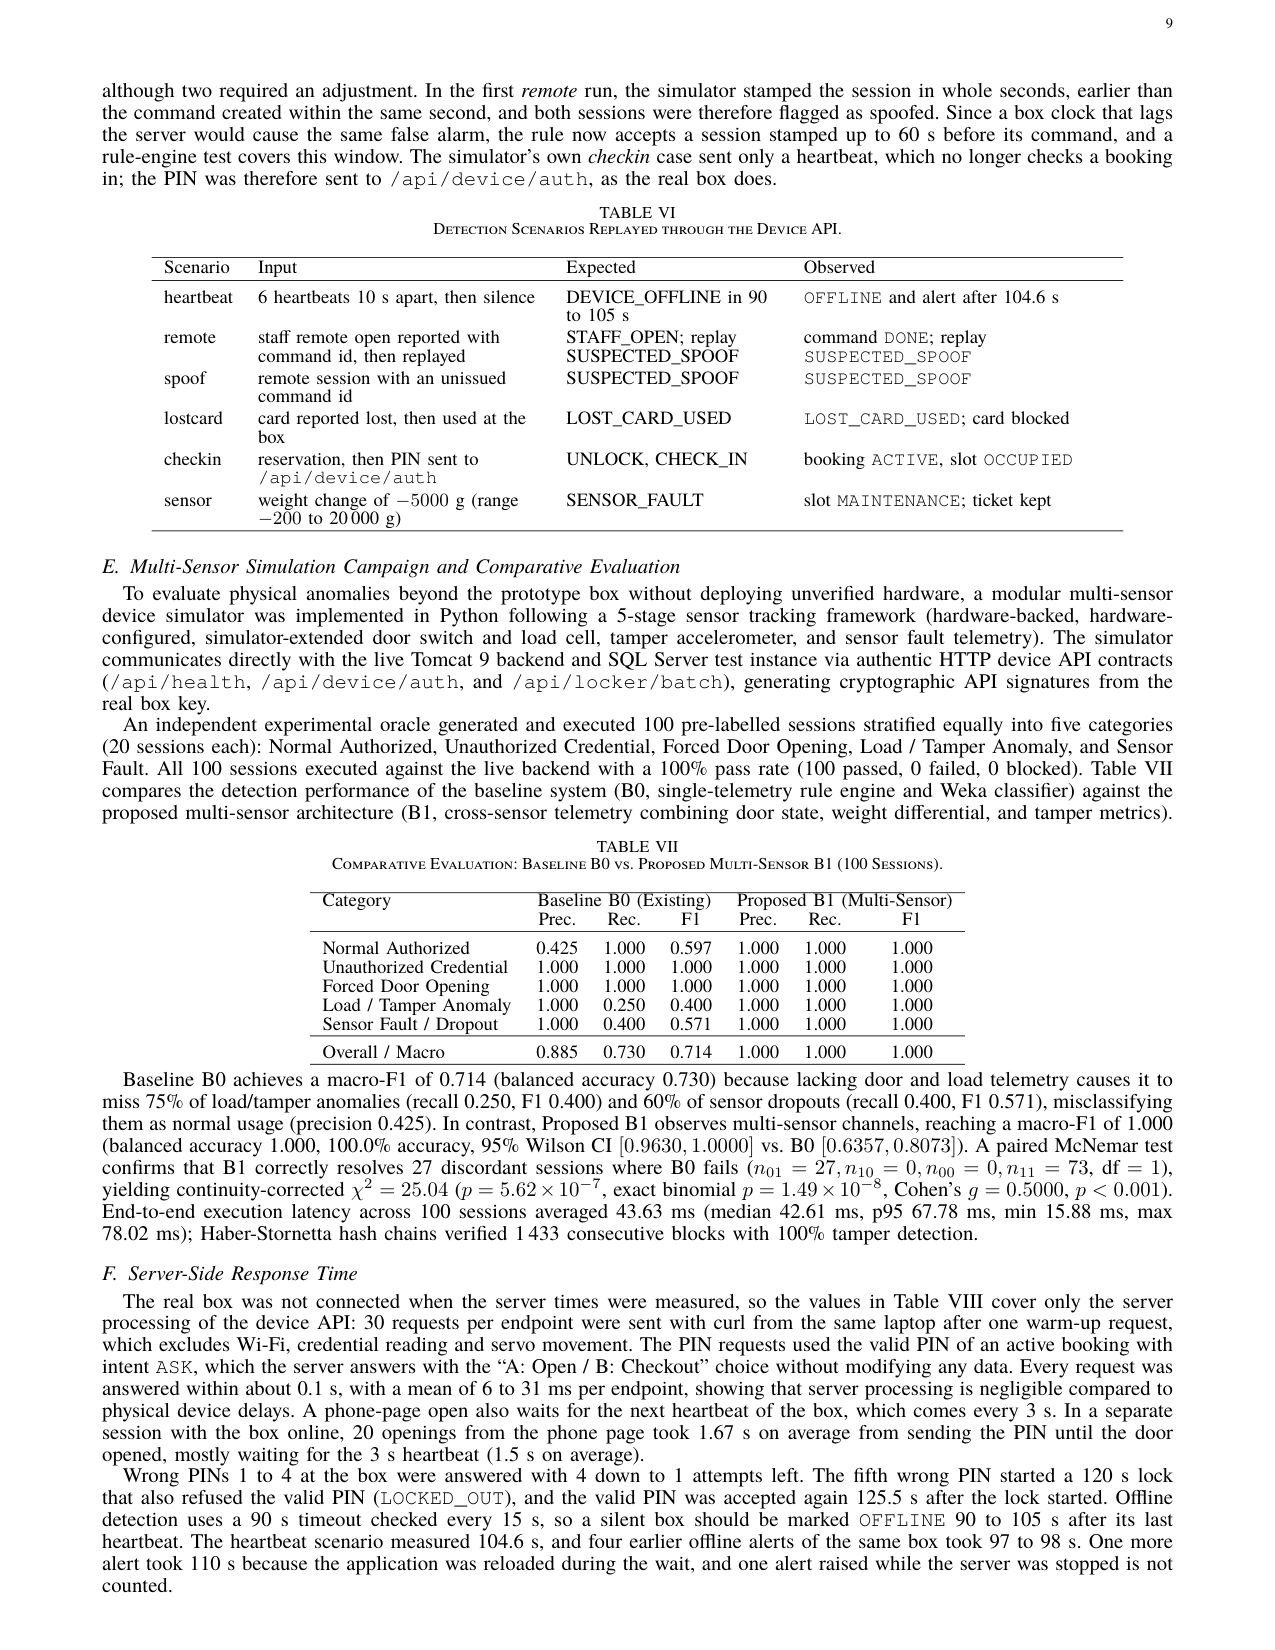 9
although two required an adjustment. In the first remote run, the simulator stamped the session in whole seconds, earlier than
the command created within the same second, and both sessions were therefore flagged as spoofed. Since a box clock that lags
the server would cause the same false alarm, the rule now accepts a session stamped up to 60 s before its command, and a
rule-engine test covers this window. The simulator's own checkin case sent only a heartbeat, which no longer checks a booking
in; the PIN was therefore sent to /api/device/auth, as the real box does.
TABLE VI
Detection Scenarios Replayed through the Device API.
Scenario Input Expected Observed
heartbeat 6 heartbeats 10 s apart, then silence DEVICE_OFFLINE in 90 OFFLINE and alert after 104.6 s
to 105 s
remote staff remote open reported with STAFF_OPEN; replay command DONE; replay
command id, then replayed SUSPECTED_SPOOF SUSPECTED_SPOOF
spoof remote session with an unissued SUSPECTED_SPOOF SUSPECTED_SPOOF
command id
lostcard card reported lost, then used at the LOST_CARD_USED LOST_CARD_USED; card blocked
box
checkin reservation, then PIN sent to UNLOCK, CHECK_IN booking ACTIVE, slot OCCUPIED
/api/device/auth
sensor weight change of −5000 g (range SENSOR_FAULT slot MAINTENANCE; ticket kept
−200 to 20 000 g)
E. Multi-Sensor Simulation Campaign and Comparative Evaluation
To evaluate physical anomalies beyond the prototype box without deploying unverified hardware, a modular multi-sensor
device simulator was implemented in Python following a 5-stage sensor tracking framework (hardware-backed, hardware-
configured, simulator-extended door switch and load cell, tamper accelerometer, and sensor fault telemetry). The simulator
communicates directly with the live Tomcat 9 backend and SQL Server test instance via authentic HTTP device API contracts
(/api/health, /api/device/auth, and /api/locker/batch), generating cryptographic API signatures from the
real box key.
An independent experimental oracle generated and executed 100 pre-labelled sessions stratified equally into five categories
(20 sessions each): Normal Authorized, Unauthorized Credential, Forced Door Opening, Load / Tamper Anomaly, and Sensor
Fault. All 100 sessions executed against the live backend with a 100% pass rate (100 passed, 0 failed, 0 blocked). Table VII
compares the detection performance of the baseline system (B0, single-telemetry rule engine and Weka classifier) against the
proposed multi-sensor architecture (B1, cross-sensor telemetry combining door state, weight differential, and tamper metrics).
TABLE VII
Comparative Evaluation: Baseline B0 vs. Proposed Multi-Sensor B1 (100 Sessions).
Category Baseline B0 (Existing) Proposed B1 (Multi-Sensor)
Prec. Rec. F1 Prec. Rec. F1
Normal Authorized 0.425 1.000 0.597 1.000 1.000 1.000
Unauthorized Credential 1.000 1.000 1.000 1.000 1.000 1.000
Forced Door Opening 1.000 1.000 1.000 1.000 1.000 1.000
Load / Tamper Anomaly 1.000 0.250 0.400 1.000 1.000 1.000
Sensor Fault / Dropout 1.000 0.400 0.571 1.000 1.000 1.000
Overall / Macro 0.885 0.730 0.714 1.000 1.000 1.000
Baseline B0 achieves a macro-F1 of 0.714 (balanced accuracy 0.730) because lacking door and load telemetry causes it to
miss 75% of load/tamper anomalies (recall 0.250, F1 0.400) and 60% of sensor dropouts (recall 0.400, F1 0.571), misclassifying
them as normal usage (precision 0.425). In contrast, Proposed B1 observes multi-sensor channels, reaching a macro-F1 of 1.000
(balanced accuracy 1.000, 100.0% accuracy, 95% Wilson CI [0.9630, 1.0000] vs. B0 [0.6357, 0.8073]). A paired McNemar test
confirms that B1 correctly resolves 27 discordant sessions where B0 fails (n₀₁ = 27, n₁₀ = 0, n₀₀ = 0, n₁₁ = 73, df = 1),
yielding continuity-corrected χ² = 25.04 (p = 5.62 × 10⁻⁷, exact binomial p = 1.49 × 10⁻⁸, Cohen's g = 0.5000, p < 0.001).
End-to-end execution latency across 100 sessions averaged 43.63 ms (median 42.61 ms, p95 67.78 ms, min 15.88 ms, max
78.02 ms); Haber-Stornetta hash chains verified 1 433 consecutive blocks with 100% tamper detection.
F. Server-Side Response Time
The real box was not connected when the server times were measured, so the values in Table VIII cover only the server
processing of the device API: 30 requests per endpoint were sent with curl from the same laptop after one warm-up request,
which excludes Wi-Fi, credential reading and servo movement. The PIN requests used the valid PIN of an active booking with
intent ASK, which the server answers with the “A: Open / B: Checkout” choice without modifying any data. Every request was
answered within about 0.1 s, with a mean of 6 to 31 ms per endpoint, showing that server processing is negligible compared to
physical device delays. A phone-page open also waits for the next heartbeat of the box, which comes every 3 s. In a separate
session with the box online, 20 openings from the phone page took 1.67 s on average from sending the PIN until the door
opened, mostly waiting for the 3 s heartbeat (1.5 s on average).
Wrong PINs 1 to 4 at the box were answered with 4 down to 1 attempts left. The fifth wrong PIN started a 120 s lock
that also refused the valid PIN (LOCKED_OUT), and the valid PIN was accepted again 125.5 s after the lock started. Offline
detection uses a 90 s timeout checked every 15 s, so a silent box should be marked OFFLINE 90 to 105 s after its last
heartbeat. The heartbeat scenario measured 104.6 s, and four earlier offline alerts of the same box took 97 to 98 s. One more
alert took 110 s because the application was reloaded during the wait, and one alert raised while the server was stopped is not
counted.